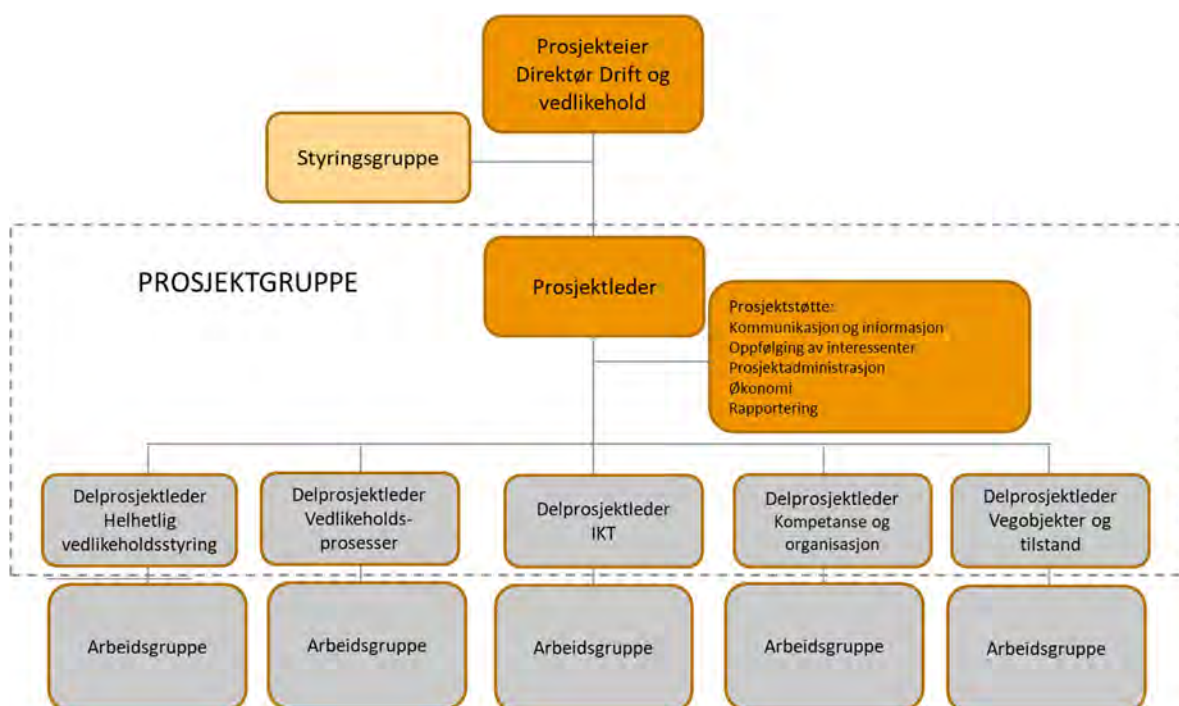 Prosjekteier
Direktør Drift og
vedlikehold
Styringsgruppe
PROSJEKTGRUPPE
Prosjektleder
Prosjektstøtte:
Kommunikasjon og informasjon
Oppfølging av interessenter
Prosjektadministrasjon
Økonomi
Rapportering
Delprosjektleder
Helhetlig
vedlikeholdsstyring
Delprosjektleder
Vedlikeholds-
prosesser
Delprosjektleder
IKT
Delprosjektleder
Kompetanse og
organisasjon
Delprosjektleder
Vegobjekter og
tilstand
Arbeidsgruppe
Arbeidsgruppe
Arbeidsgruppe
Arbeidsgruppe
Arbeidsgruppe